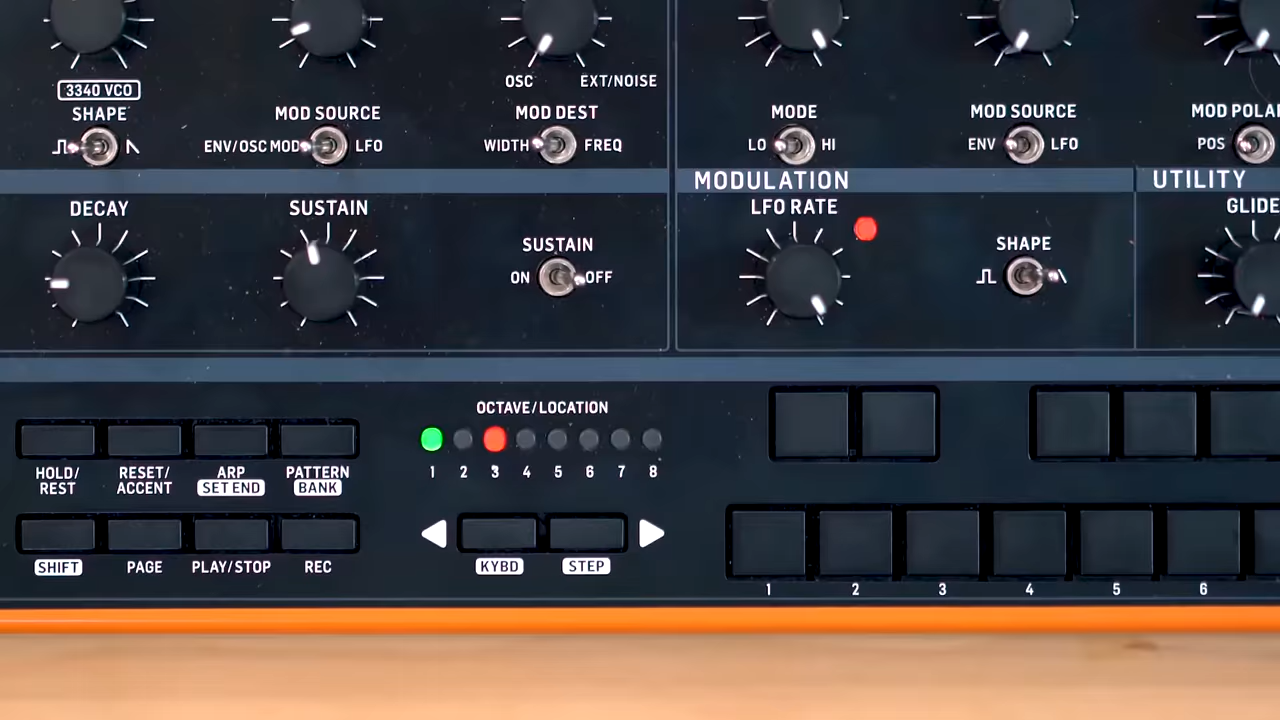 OSC EXT/NOISE
3340 VCO
SHAPE MOD SOURCE MOD DEST MODE MOD SOURCE
ENV/OSC MOD LFO WIDTH FREQ LO HI ENV LFO POS
MODULATION UTILITY
DECAY SUSTAIN LFO RATE GLIDE
SUSTAIN SHAPE
ON OFF
OCTAVE/LOCATION
1 2 3 4 5 6 7 8
HOLD/ RESET/ ARP PATTERN
REST ACCENT SET END BANK
KYBD STEP
SHIFT PAGE PLAY/STOP REC
1 2 3 4 5 6